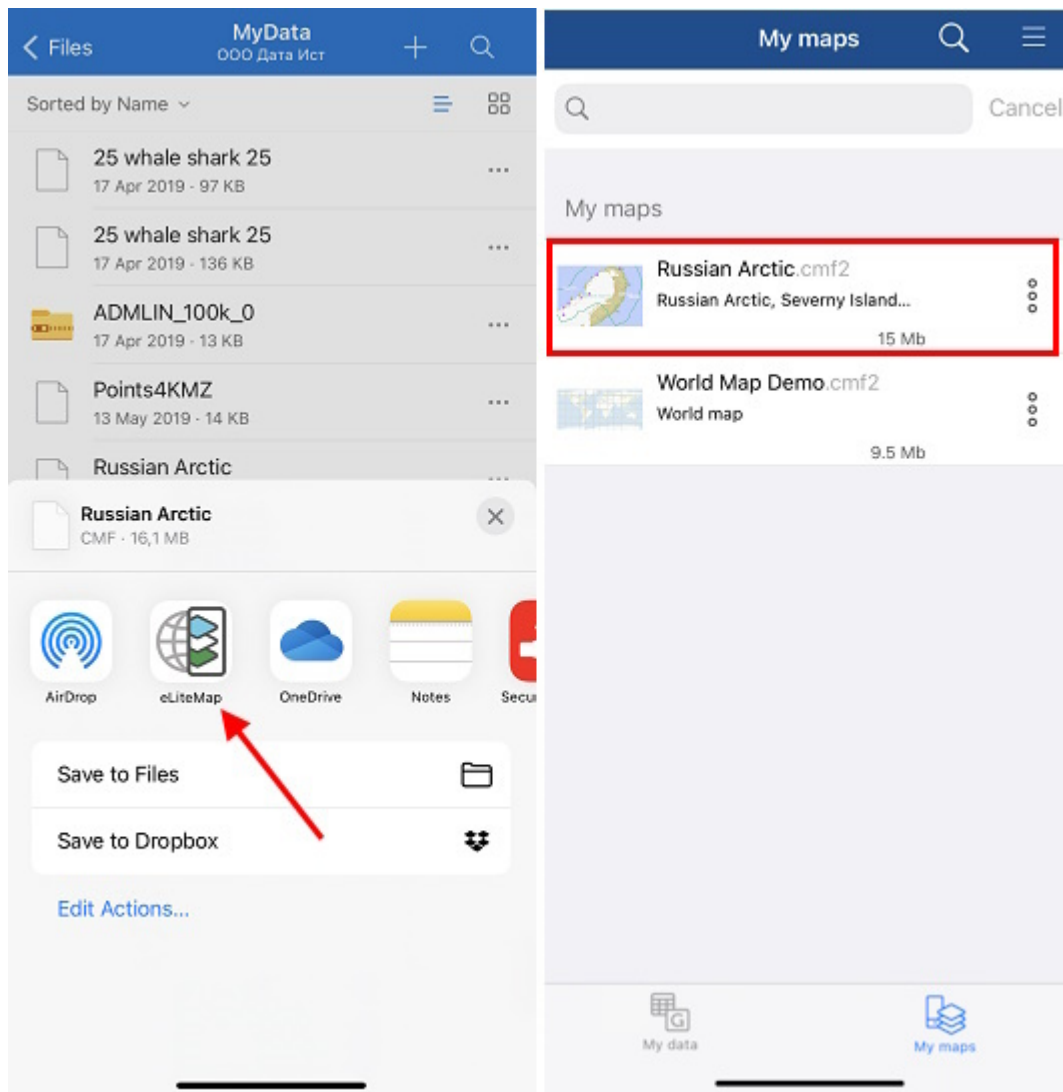 Files
MyData
ООО Дата Ист
Sorted by Name
25 whale shark 25
17 Apr 2019 - 97 KB
25 whale shark 25
17 Apr 2019 - 136 KB
ADMLIN_100k_0
17 Apr 2019 - 13 KB
Points4KMZ
13 May 2019 - 14 KB
Russian Arctic
Russian Arctic
CMF · 16,1 MB
AirDrop
eLiteMap
OneDrive
Notes
Secu
Save to Files
Save to Dropbox
Edit Actions...
My maps
Cancel
My maps
Russian Arctic.cmf2
Russian Arctic, Severny Island...
15 Mb
World Map Demo.cmf2
World map
9.5 Mb
My data
My maps